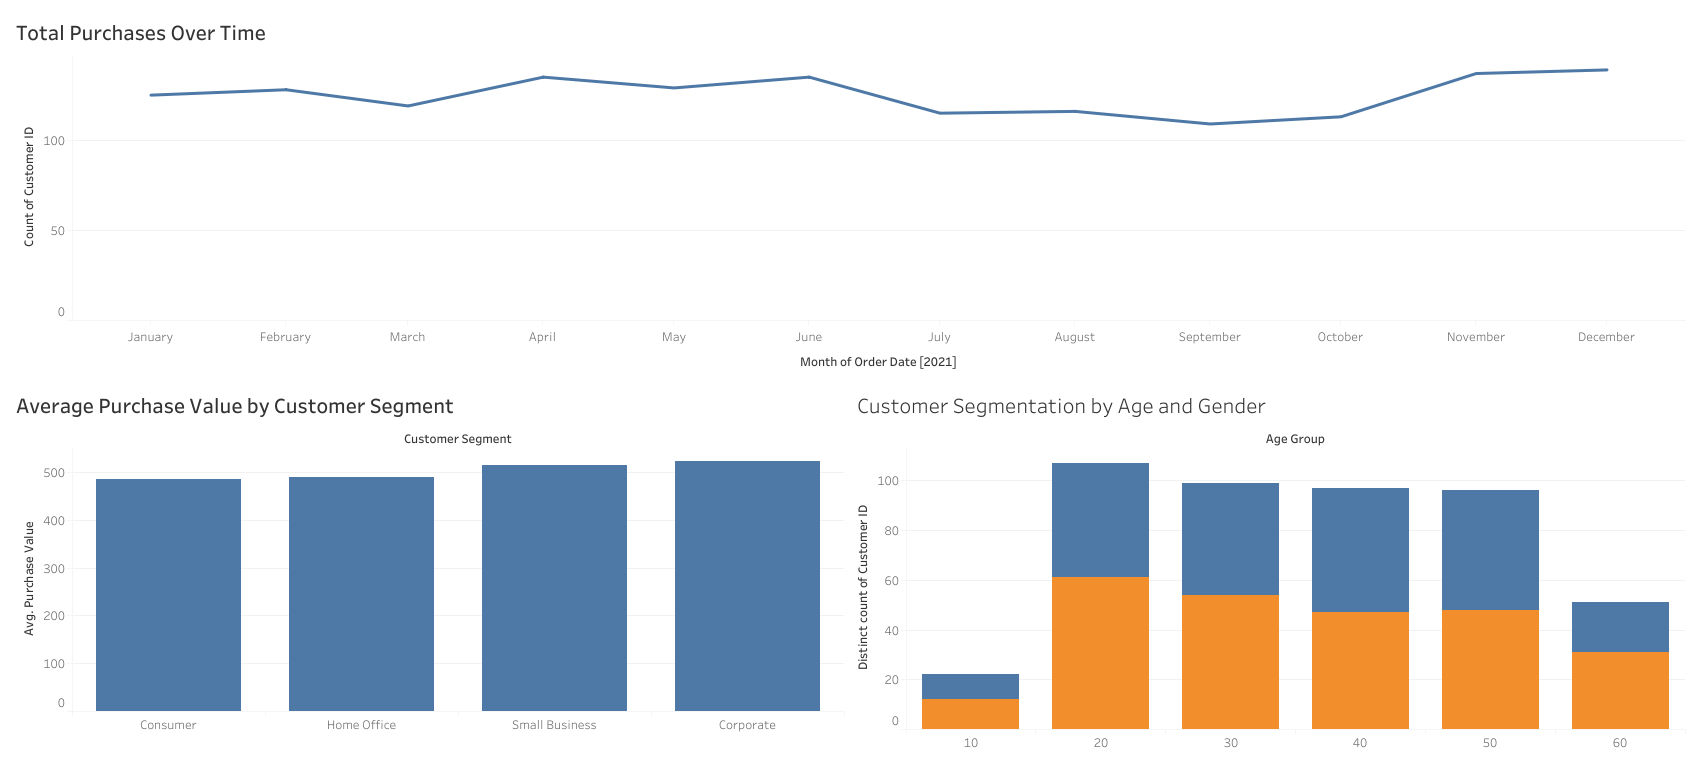 Total Purchases Over Time
Count of Customer ID
100
50
0
January February March April May June July August September October November December
Month of Order Date [2021]
Average Purchase Value by Customer Segment
Customer Segment
Avg. Purchase Value
500
400
300
200
100
0
Consumer Home Office Small Business Corporate
Customer Segmentation by Age and Gender
Age Group
Distinct count of Customer ID
100
80
60
40
20
0
10 20 30 40 50 60